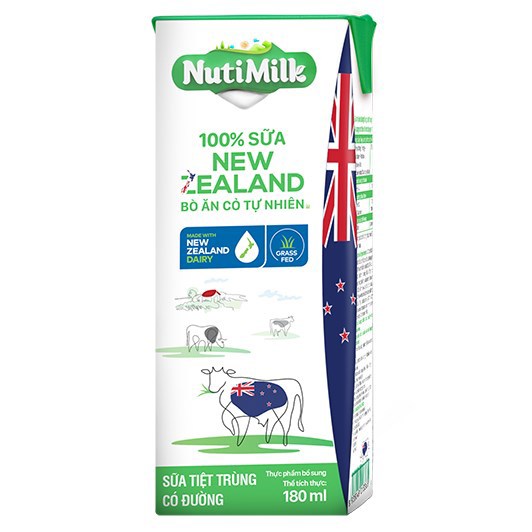 NutiMilk
100% SỮA
NEW
ZEALAND
BÒ ĂN CỎ TỰ NHIÊN
MADE WITH
NEW
ZEALAND
DAIRY
GRASS
FED
SỮA TIỆT TRÙNG
CÓ ĐƯỜNG
Thực phẩm bổ sung
Thể tích thực:
180 ml